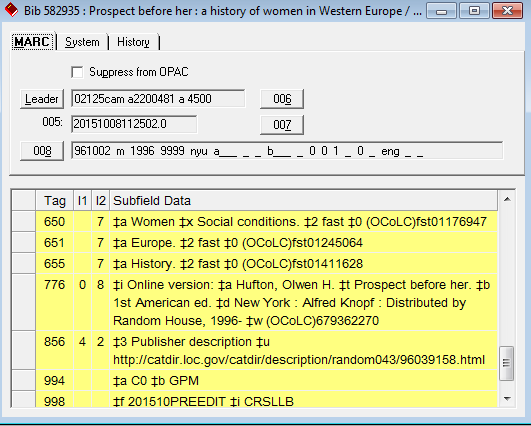 Bib 582935 : Prospect before her : a history of women in Western Europe / ...
MARC System History
Suppress from OPAC
Leader 02125cam a2200481 a 4500 006
005: 20151008112502.0 007
008 961002 m 1996 9999 nyu a___ _ _ b___ _ 0 0 1 _ 0 _ eng _ _
Tag I1 I2 Subfield Data
650 7 ‡a Women ‡x Social conditions. ‡2 fast ‡0 (OCoLC)fst01176947
651 7 ‡a Europe. ‡2 fast ‡0 (OCoLC)fst01245064
655 7 ‡a History. ‡2 fast ‡0 (OCoLC)fst01411628
776 0 8 ‡i Online version: ‡a Hufton, Olwen H. ‡t Prospect before her. ‡b
1st American ed. ‡d New York : Alfred Knopf : Distributed by
Random House, 1996- ‡w (OCoLC)679362270
856 4 2 ‡3 Publisher description ‡u
http://catdir.loc.gov/catdir/description/random043/96039158.html
994 ‡a C0 ‡b GPM
998 ‡f 201510PREEDIT ‡i CRSLLB